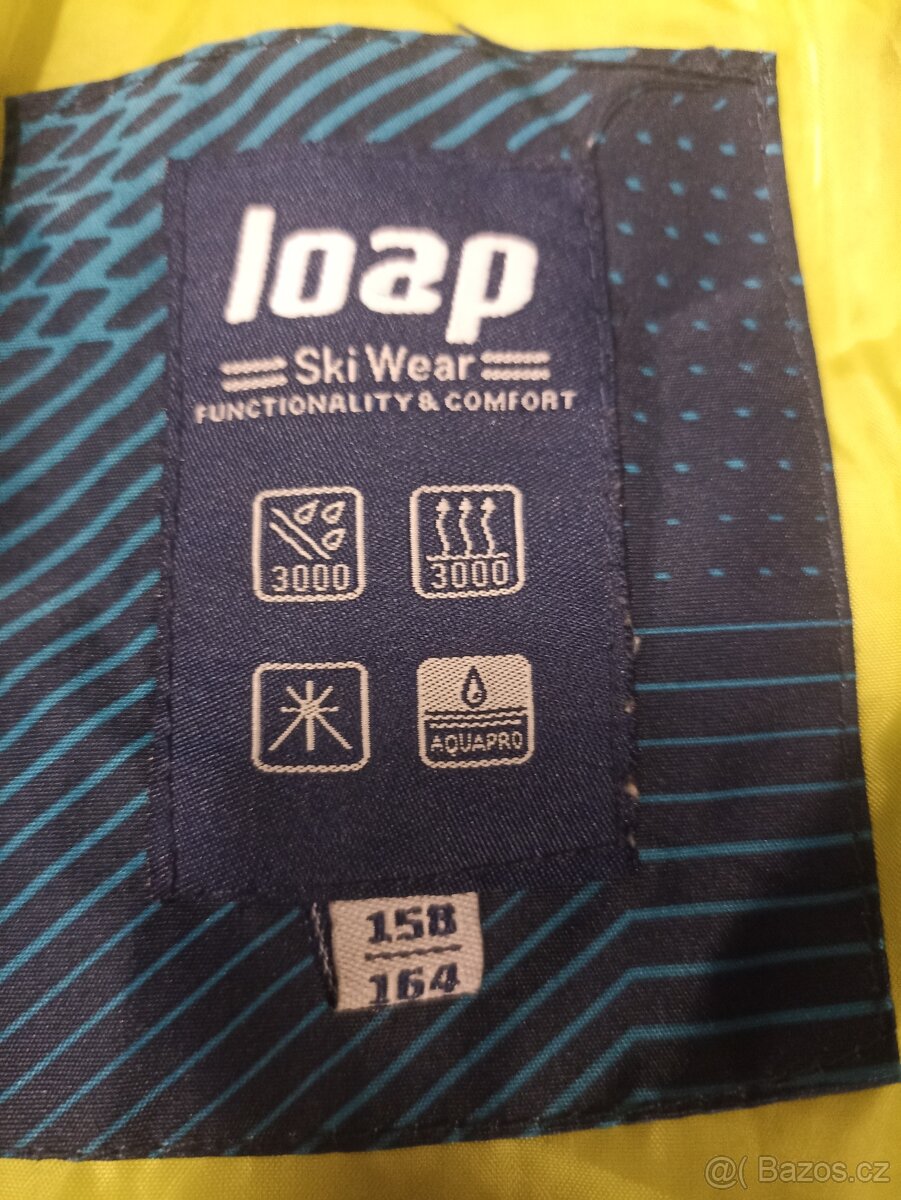 loap
Ski Wear
FUNCTIONALITY & COMFORT
3000
3000
AQUAPRO
158
164
@( Bazos.cz